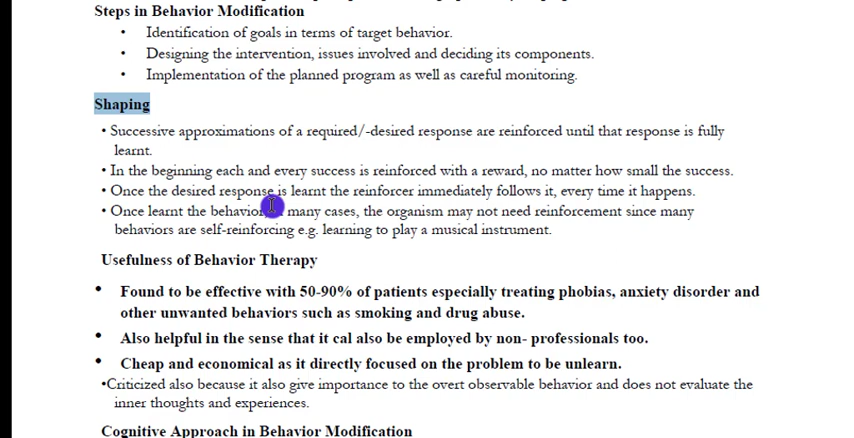 Steps in Behavior Modification
• Identification of goals in terms of target behavior.
• Designing the intervention, issues involved and deciding its components.
• Implementation of the planned program as well as careful monitoring.
Shaping
• Successive approximations of a required/-desired response are reinforced until that response is fully
learnt.
• In the beginning each and every success is reinforced with a reward, no matter how small the success.
• Once the desired response is learnt the reinforcer immediately follows it, every time it happens.
• Once learnt the behavior many cases, the organism may not need reinforcement since many
behaviors are self-reinforcing e.g. learning to play a musical instrument.
Usefulness of Behavior Therapy
• Found to be effective with 50-90% of patients especially treating phobias, anxiety disorder and
other unwanted behaviors such as smoking and drug abuse.
• Also helpful in the sense that it cal also be employed by non- professionals too.
• Cheap and economical as it directly focused on the problem to be unlearn.
•Criticized also because it also give importance to the overt observable behavior and does not evaluate the
inner thoughts and experiences.
Cognitive Approach in Behavior Modification